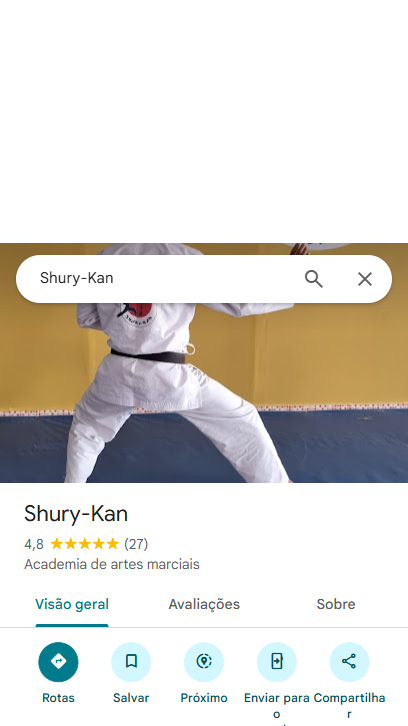 Shury-Kan
Shury-Kan
4,8 (27)
Academia de artes marciais
Visão geral Avaliações Sobre
Rotas Salvar Próximo Enviar para Compartilha
o r